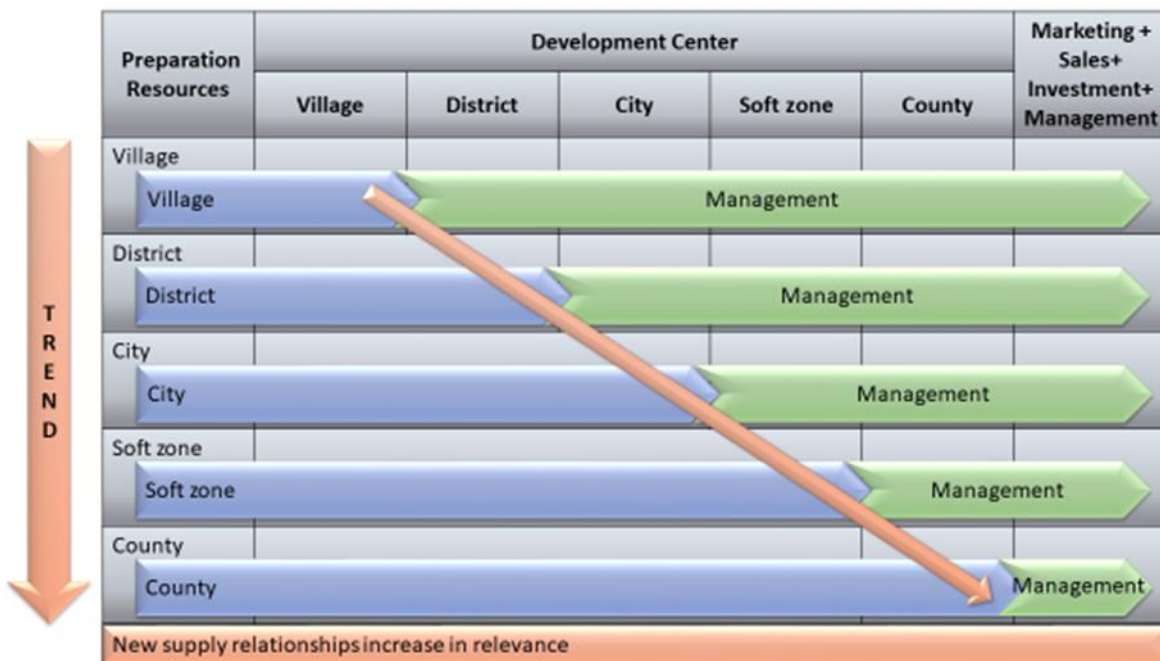 Preparation
Resources
Development Center
Marketing +
Sales+
Investment+
Management
Village
District
City
Soft zone
County
T
R
E
N
D
Village
Village
Management
District
District
Management
City
City
Management
Soft zone
Soft zone
Management
County
County
Management
New supply relationships increase in relevance